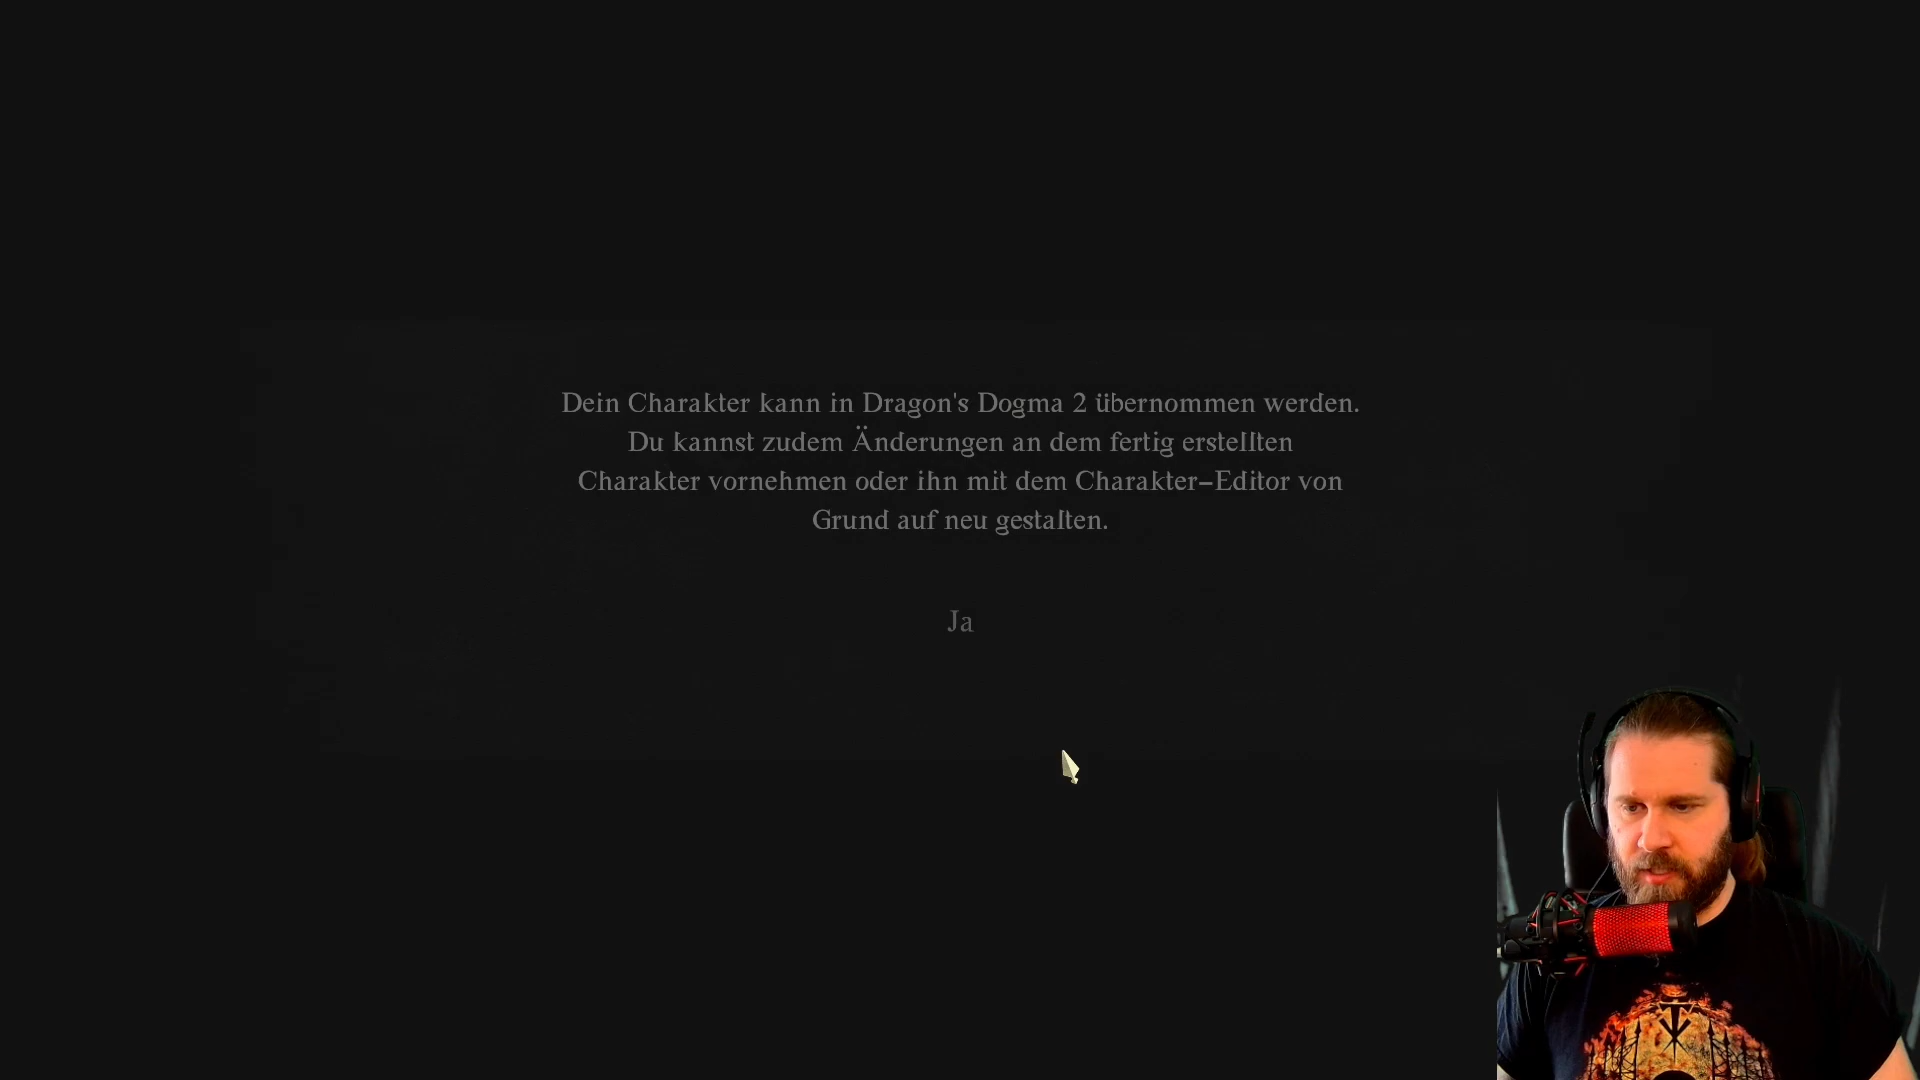 Dein Charakter kann in Dragon's Dogma 2 übernommen werden.
Du kannst zudem Änderungen an dem fertig erstellten
Charakter vornehmen oder ihn mit dem Charakter-Editor von
Grund auf neu gestalten.
Ja